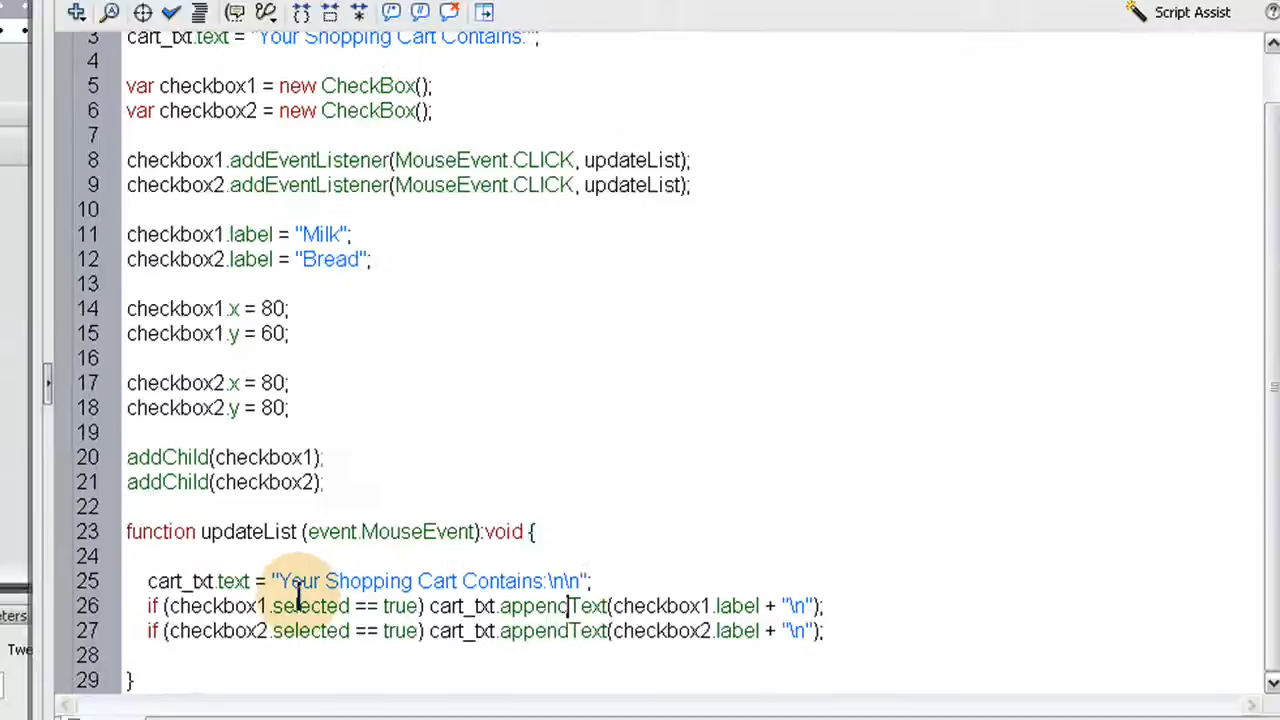 Script Assist
3 cart_txt.text = "Your Shopping Cart Contains:";
4
5 var checkbox1 = new CheckBox();
6 var checkbox2 = new CheckBox();
7
8 checkbox1.addEventListener(MouseEvent.CLICK, updateList);
9 checkbox2.addEventListener(MouseEvent.CLICK, updateList);
10
11 checkbox1.label = "Milk";
12 checkbox2.label = "Bread";
13
14 checkbox1.x = 80;
15 checkbox1.y = 60;
16
17 checkbox2.x = 80;
18 checkbox2.y = 80;
19
20 addChild(checkbox1);
21 addChild(checkbox2);
22
23 function updateList (event.MouseEvent):void {
24
25 cart_txt.text = "Your Shopping Cart Contains:\n\n";
26 if (checkbox1.selected == true) cart_txt.appendText(checkbox1.label + "\n");
27 if (checkbox2.selected == true) cart_txt.appendText(checkbox2.label + "\n");
28
29 }